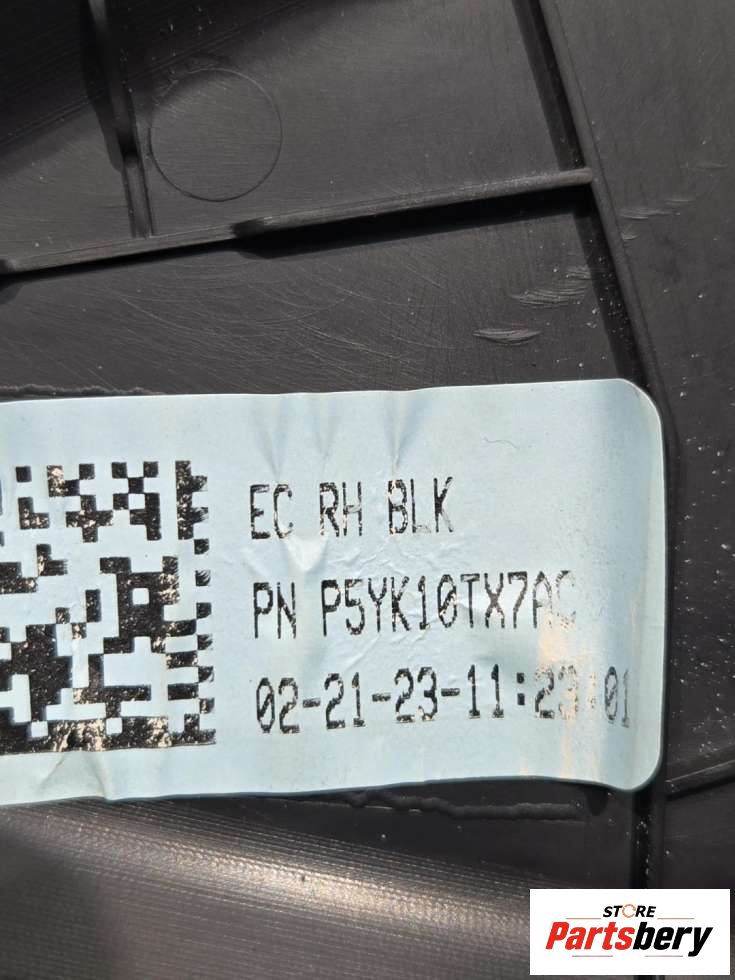 EC RH BLK
PN P5YK10TX7AC
02-21-23-11:23:01
STORE
Partsbery